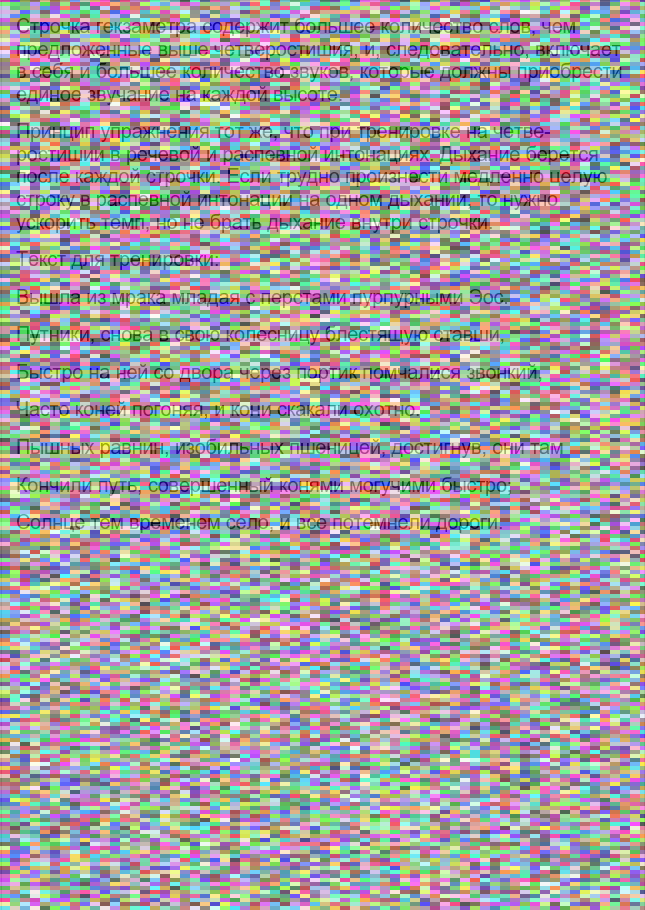 Строчка гекзаметра содержит большее количество слов, чем
предложенные выше четверостишия, и, следовательно, включает
в себя и большее количество звуков, которые должны приобрести
единое звучание на каждой высоте.
Принцип упражнения тот же, что при тренировке на четве-
ростишии в речевой и распевной интонациях. Дыхание берется
после каждой строчки. Если трудно произнести медленно целую
строку в распевной интонации на одном дыхании, то нужно
ускорить темп, но не брать дыхание внутри строчки.
Текст для тренировки:
Вышла из мрака младая с перстами пурпурными Эос.
Путники, снова в свою колесницу блестящую ставши,
Быстро на ней со двора через портик помчалися звонкий,
Часто коней погоняя, и кони скакали охотно.
Пышных равнин, изобильных пшеницей, достигнув, они там
Кончили путь, совершенный конями могучими быстро;
Солнце тем временем село, и все потемнели дороги.